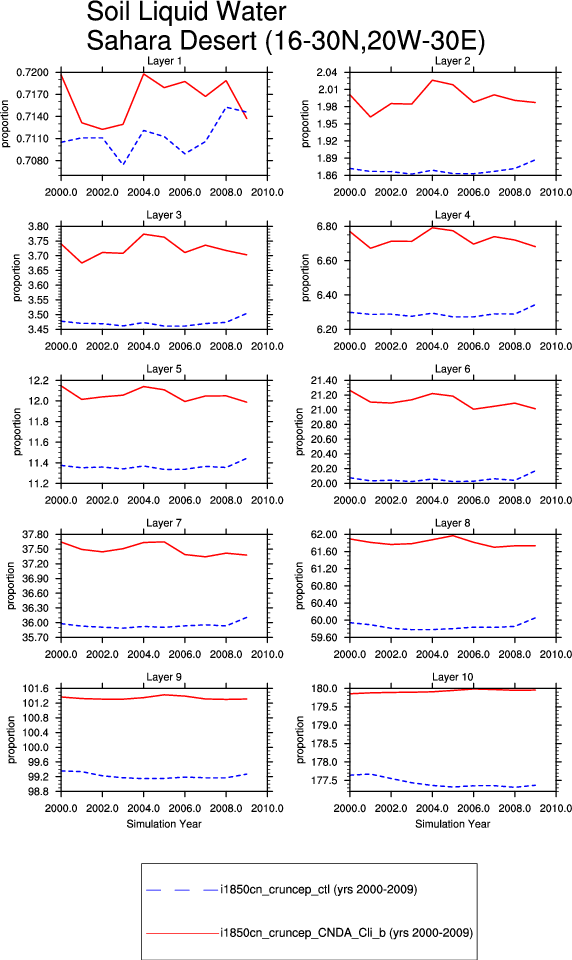 Soil Liquid Water
Sahara Desert (16-30N,20W-30E)
Layer 1
proportion
0.7200
0.7170
0.7140
0.7110
0.7080
2000.0 2002.0 2004.0 2006.0 2008.0 2010.0
Layer 2
proportion
2.04
2.01
1.98
1.95
1.92
1.89
1.86
2000.0 2002.0 2004.0 2006.0 2008.0 2010.0
Layer 3
proportion
3.80
3.75
3.70
3.65
3.60
3.55
3.50
3.45
2000.0 2002.0 2004.0 2006.0 2008.0 2010.0
Layer 4
proportion
6.80
6.60
6.40
6.20
2000.0 2002.0 2004.0 2006.0 2008.0 2010.0
Layer 5
proportion
12.2
12.0
11.8
11.6
11.4
11.2
2000.0 2002.0 2004.0 2006.0 2008.0 2010.0
Layer 6
proportion
21.40
21.20
21.00
20.80
20.60
20.40
20.20
20.00
2000.0 2002.0 2004.0 2006.0 2008.0 2010.0
Layer 7
proportion
37.80
37.50
37.20
36.90
36.60
36.30
36.00
35.70
2000.0 2002.0 2004.0 2006.0 2008.0 2010.0
Layer 8
proportion
62.00
61.60
61.20
60.80
60.40
60.00
59.60
2000.0 2002.0 2004.0 2006.0 2008.0 2010.0
Layer 9
proportion
101.6
101.2
100.8
100.4
100.0
99.6
99.2
98.8
2000.0 2002.0 2004.0 2006.0 2008.0 2010.0
Simulation Year
Layer 10
proportion
180.0
179.5
179.0
178.5
178.0
177.5
2000.0 2002.0 2004.0 2006.0 2008.0 2010.0
Simulation Year
i1850cn_cruncep_ctl (yrs 2000-2009)
i1850cn_cruncep_CNDA_Cli_b (yrs 2000-2009)